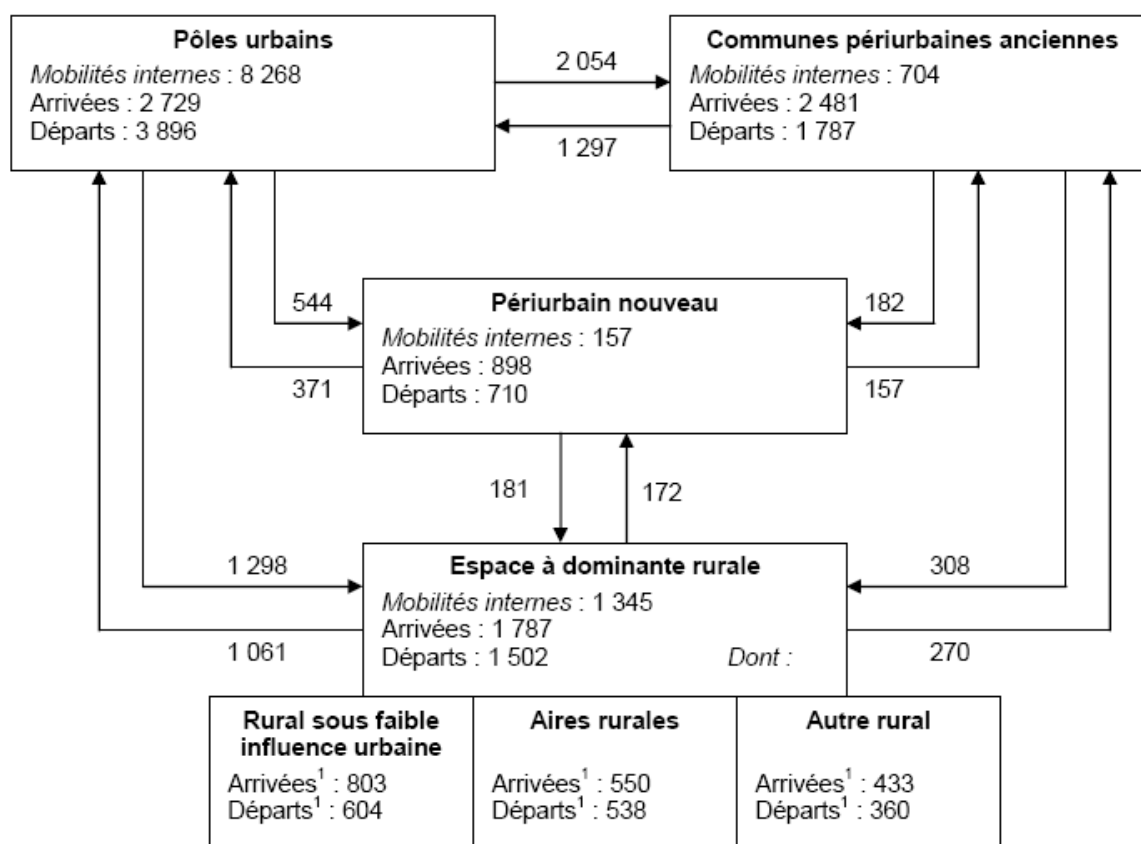 Pôles urbains
Mobilités internes : 8 268
Arrivées : 2 729
Départs : 3 896
2 054
1 297
Communes périurbaines anciennes
Mobilités internes : 704
Arrivées : 2 481
Départs : 1 787
544
371
Périurbain nouveau
Mobilités internes : 157
Arrivées : 898
Départs : 710
182
157
181
172
1 298
1 061
Espace à dominante rurale
Mobilités internes : 1 345
Arrivées : 1 787
Départs : 1 502 Dont :
308
270
Rural sous faible
influence urbaine
Arrivées¹ : 803
Départs¹ : 604
Aires rurales
Arrivées¹ : 550
Départs¹ : 538
Autre rural
Arrivées¹ : 433
Départs¹ : 360